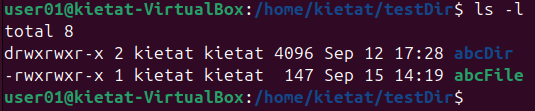 user01@kietat-VirtualBox:/home/kietat/testDir$ ls -l
total 8
drwxrwxr-x 2 kietat kietat 4096 Sep 12 17:28 abcDir
-rwxrwxr-x 1 kietat kietat  147 Sep 15 14:19 abcFile
user01@kietat-VirtualBox:/home/kietat/testDir$